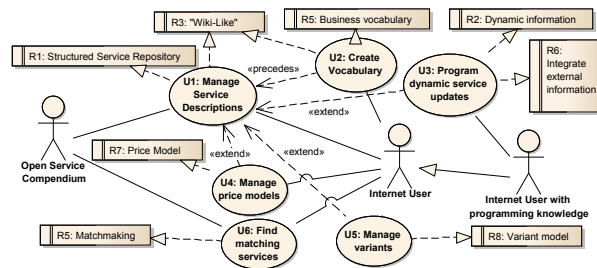 R3: "Wiki-Like"
R5: Business vocabulary
R2: Dynamic information
R1: Structured Service Repository
R6:
Integrate
external
information
U1: Manage
Service
Descriptions
«precedes»
U2: Create
Vocabulary
U3: Program
dynamic service
updates
«extend»
Open Service
Compendium
R7: Price Model
«extend»
«extend»
U4: Manage
price models
Internet User
Internet User with
programming knowledge
R5: Matchmaking
U6: Find
matching
services
U5: Manage
variants
R8: Variant model